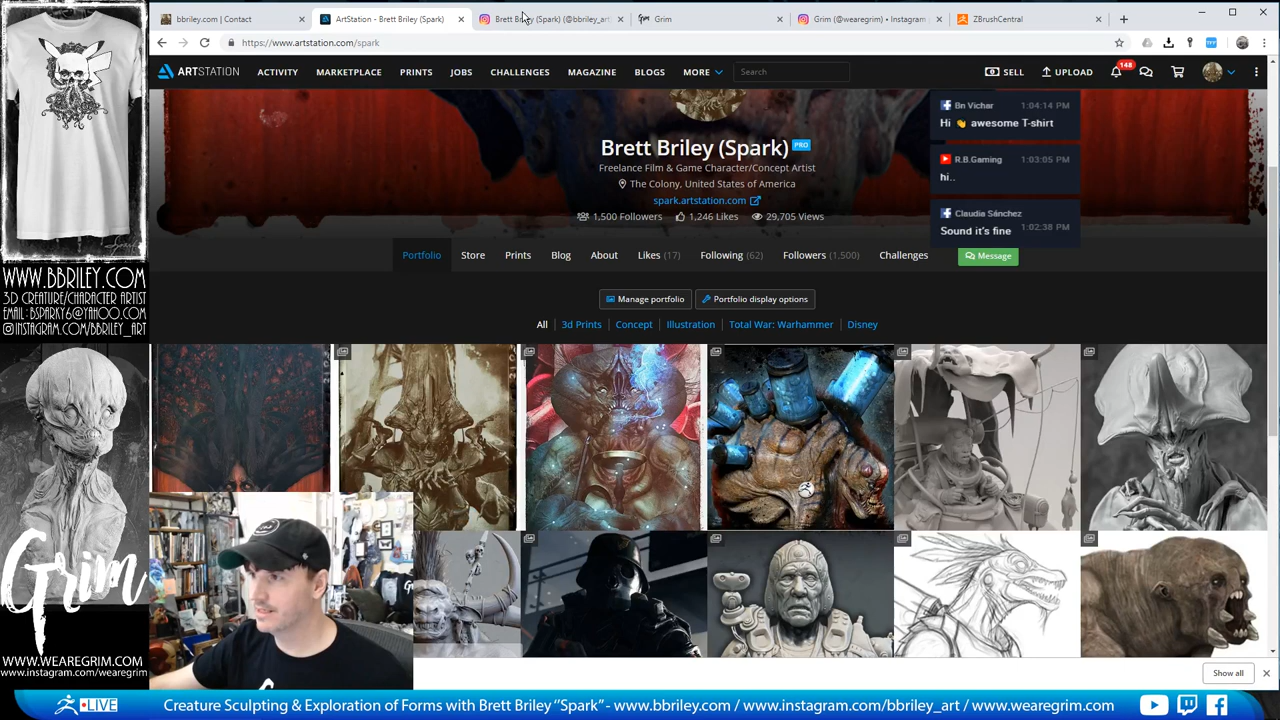 bbriley.com | Contact
ArtStation - Brett Briley (Spark)
Brett Briley (Spark) (@bbriley_art
Grim
Grim (@wearegrim) • Instagram
ZBrushCentral
https://www.artstation.com/spark
ARTSTATION
ACTIVITY
MARKETPLACE
PRINTS
JOBS
CHALLENGES
MAGAZINE
BLOGS
MORE
Search
SELL
UPLOAD
148
Brett Briley (Spark) PRO
Freelance Film & Game Character/Concept Artist
The Colony, United States of America
spark.artstation.com
1,500 Followers
1,246 Likes
29,705 Views
Bn Vichar 1:04:14 PM
Hi 👋 awesome T-shirt
R.B.Gaming 1:03:05 PM
hi..
Claudia Sánchez 1:02:38 PM
Sound it's fine
Portfolio
Store
Prints
Blog
About
Likes (17)
Following (62)
Followers (1,500)
Challenges
Message
Manage portfolio
Portfolio display options
All
3d Prints
Concept
Illustration
Total War: Warhammer
Disney
WWW.BBRILEY.COM
3D CREATURE/CHARACTER ARTIST
EMAIL: BSPARKY6@YAHOO.COM
INSTAGRAM.COM/BBRILEY_ART
Grim
WWW.WEAREGRIM.COM
www.instagram.com/wearegrim
Show all
LIVE
Creature Sculpting & Exploration of Forms with Brett Briley "Spark" - www.bbriley.com / www.instagram.com/bbriley_art / www.wearegrim.com